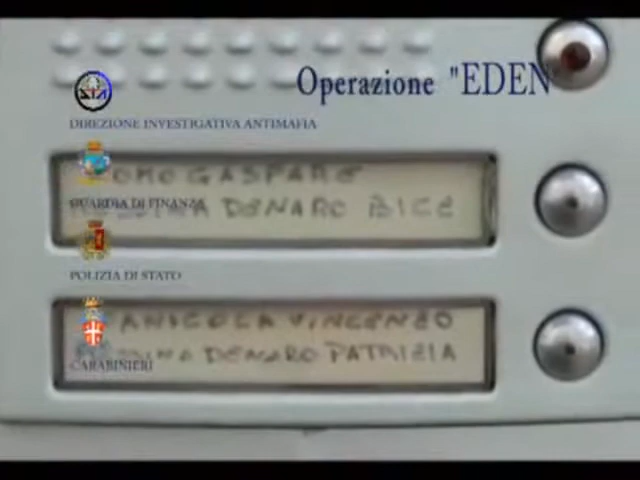 Operazione "EDEN"
DIREZIONE INVESTIGATIVA ANTIMAFIA
GASPARE
GUARDIA DI FINANZA
DENARO BICE
POLIZIA DI STATO
VINCENZO
DENARO PATRIZIA
CARABINIERI